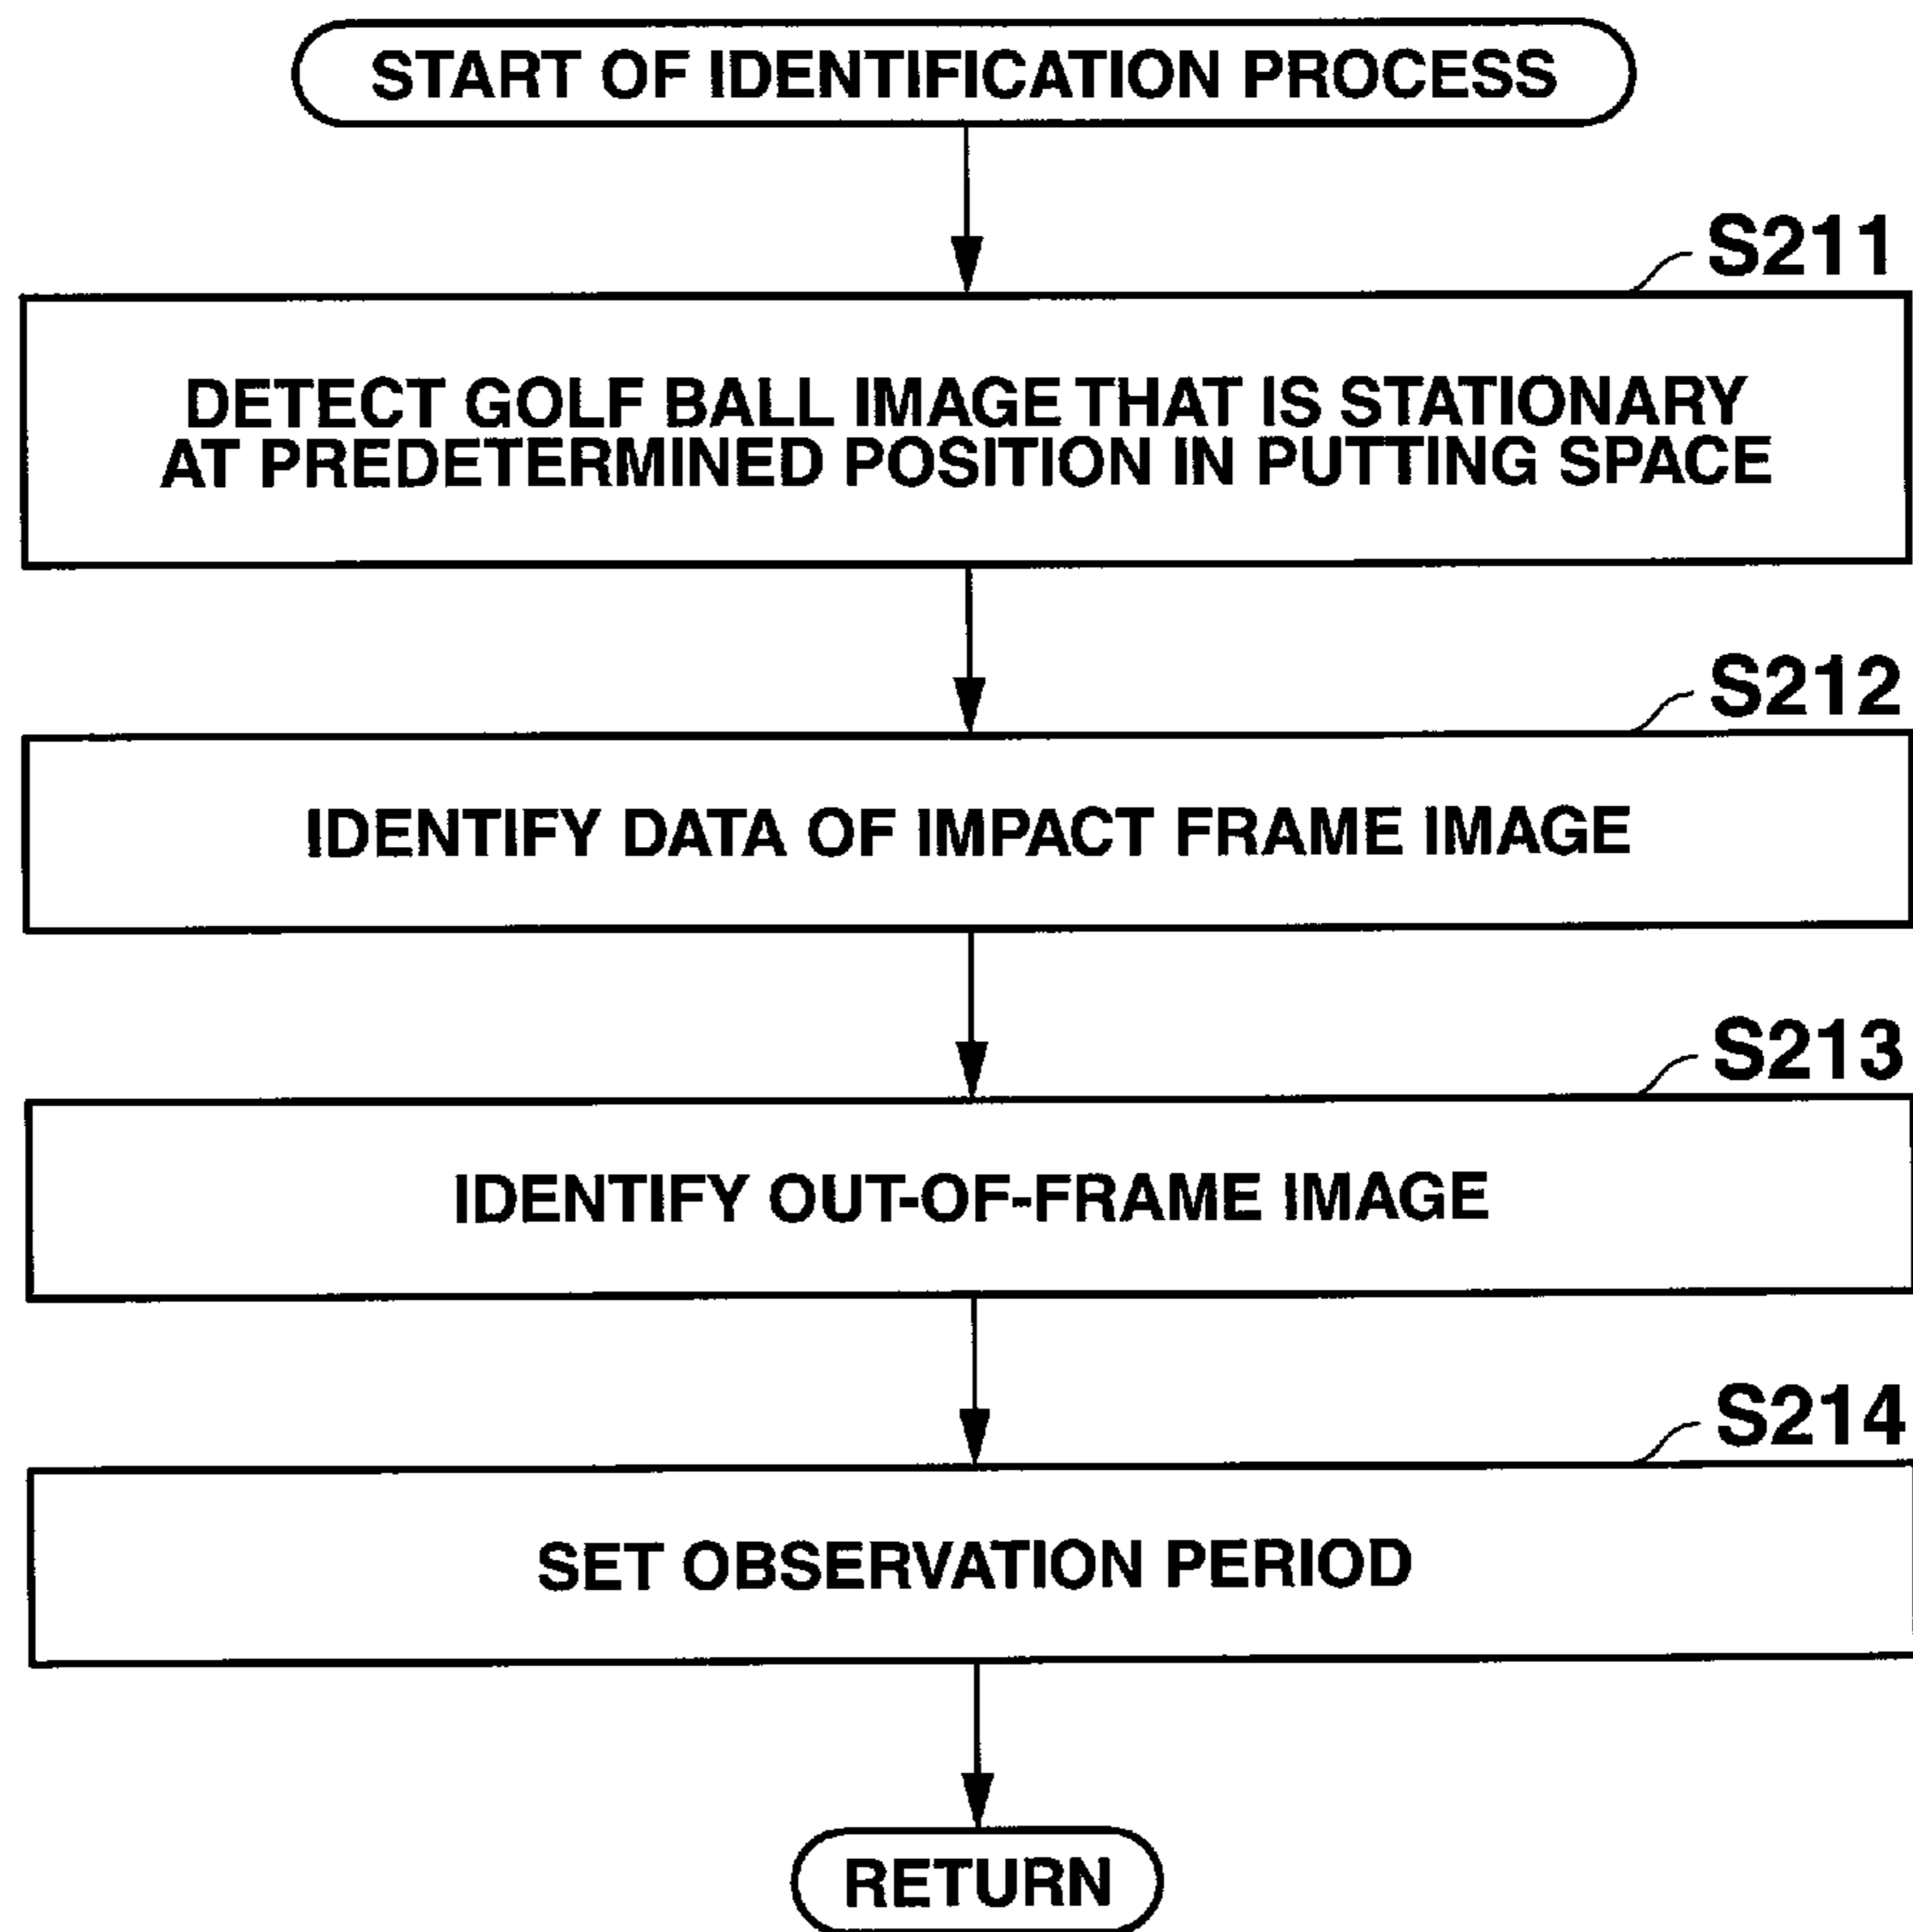 START OF IDENTIFICATION PROCESS
S211
DETECT GOLF BALL IMAGE THAT IS STATIONARY
AT PREDETERMINED POSITION IN PUTTING SPACE
S212
IDENTIFY DATA OF IMPACT FRAME IMAGE
S213
IDENTIFY OUT-OF-FRAME IMAGE
S214
SET OBSERVATION PERIOD
RETURN